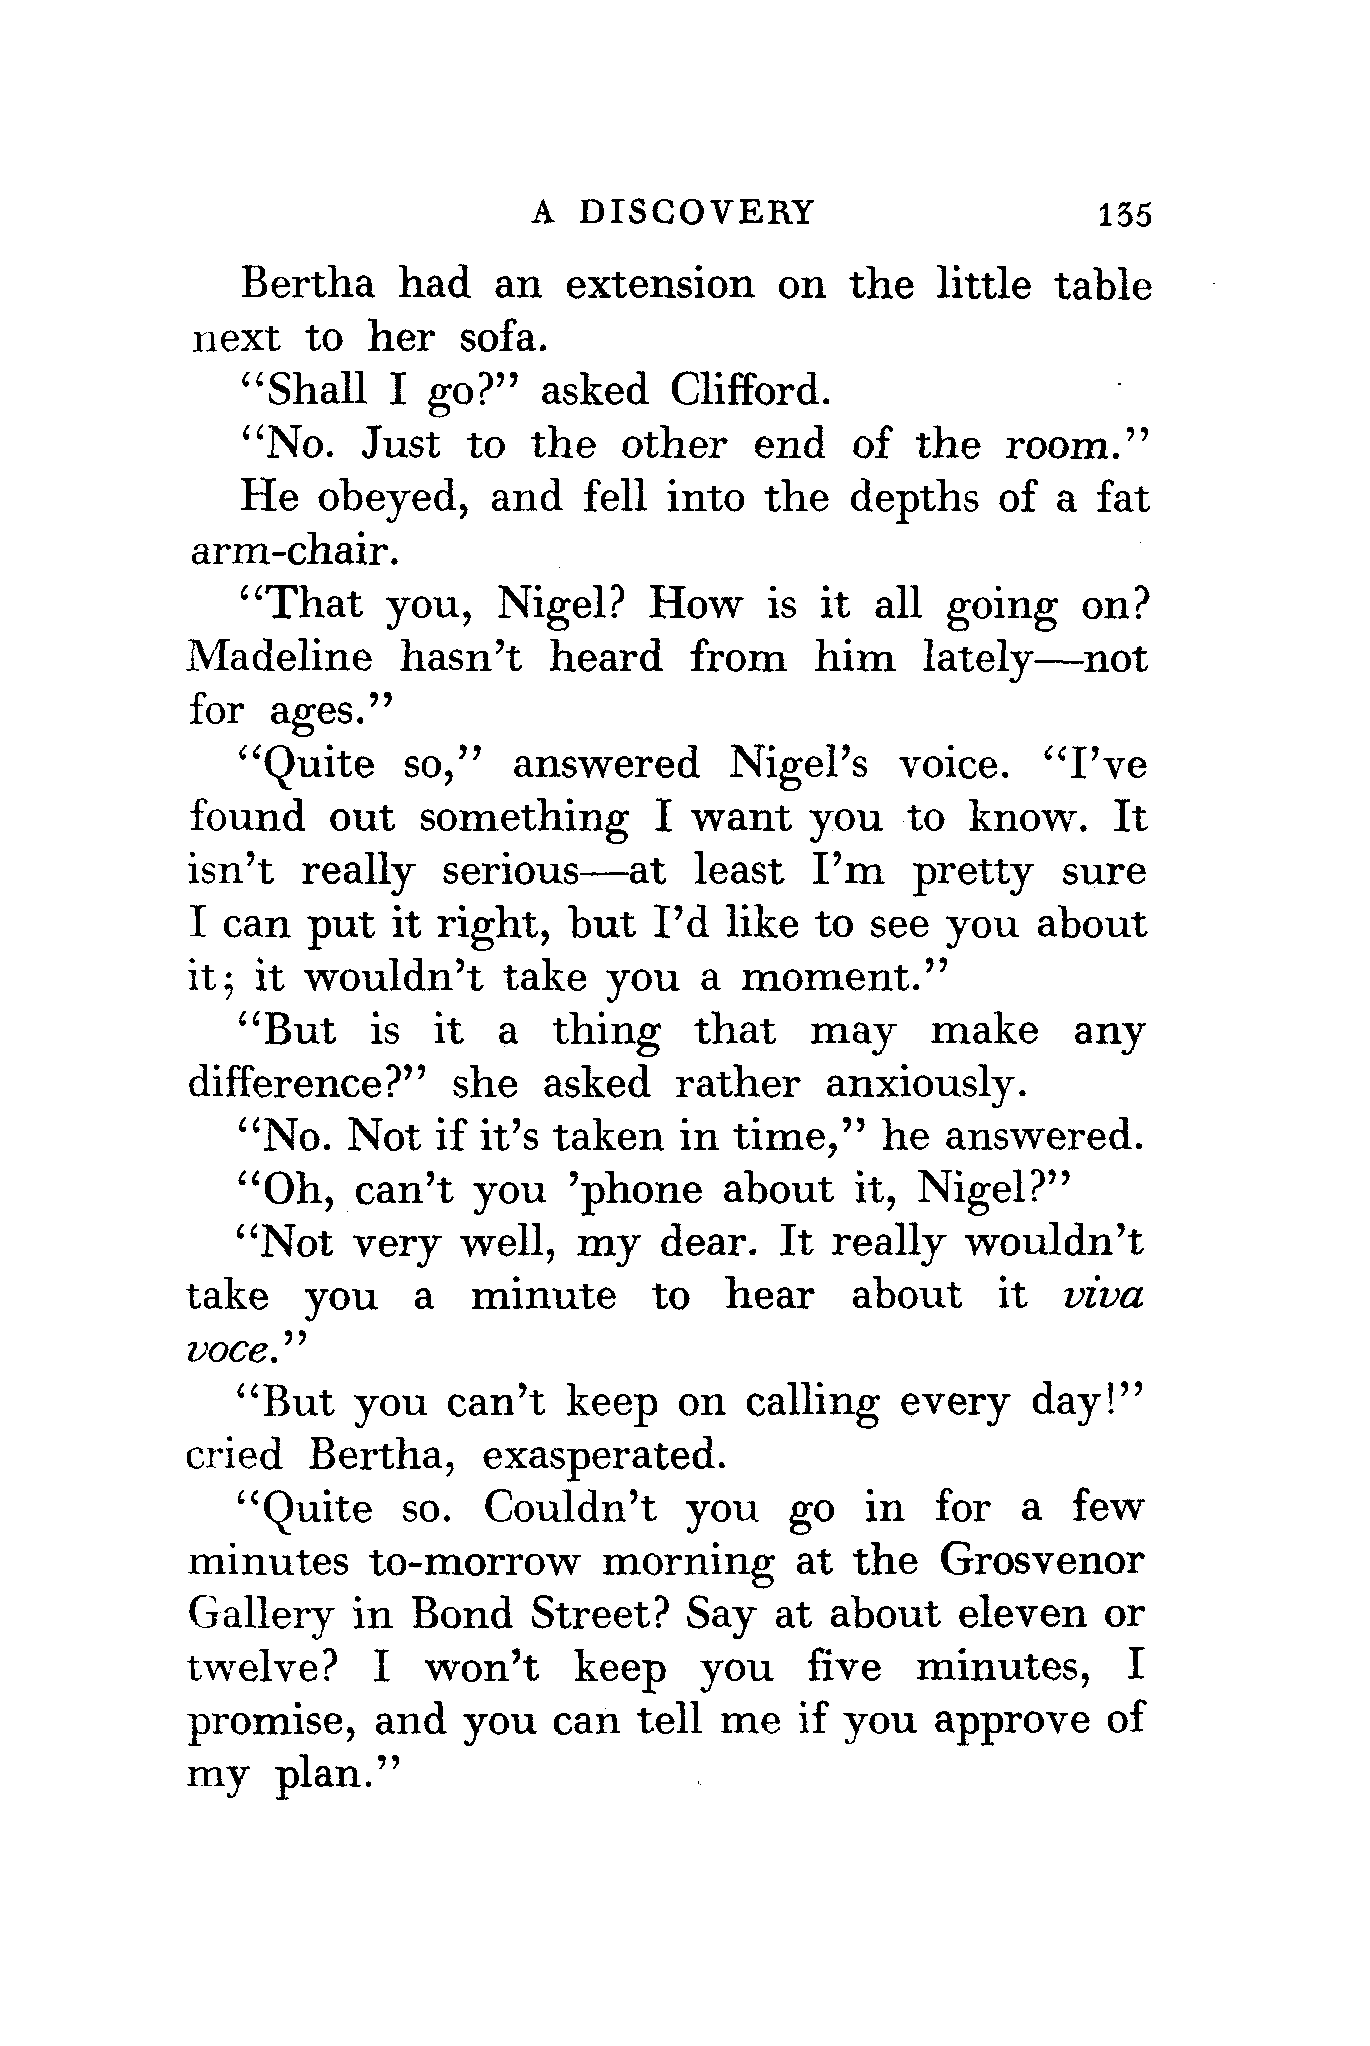 A DISCOVERY 135
Bertha had an extension on the little table
next to her sofa.
“Shall I go?” asked Clifford.
“No. Just to the other end of the room.”
He obeyed, and fell into the depths of a fat
arm-chair.
“That you, Nigel? How is it all going on?
Madeline hasn’t heard from him lately—not
for ages.”
“Quite so,” answered Nigel’s voice. “I’ve
found out something I want you to know. It
isn’t really serious—at least I’m pretty sure
I can put it right, but I’d like to see you about
it; it wouldn’t take you a moment.”
“But is it a thing that may make any
difference?” she asked rather anxiously.
“No. Not if it’s taken in time,” he answered.
“Oh, can’t you ’phone about it, Nigel?”
“Not very well, my dear. It really wouldn’t
take you a minute to hear about it viva
voce.”
“But you can’t keep on calling every day!”
cried Bertha, exasperated.
“Quite so. Couldn’t you go in for a few
minutes to-morrow morning at the Grosvenor
Gallery in Bond Street? Say at about eleven or
twelve? I won’t keep you five minutes, I
promise, and you can tell me if you approve of
my plan.”